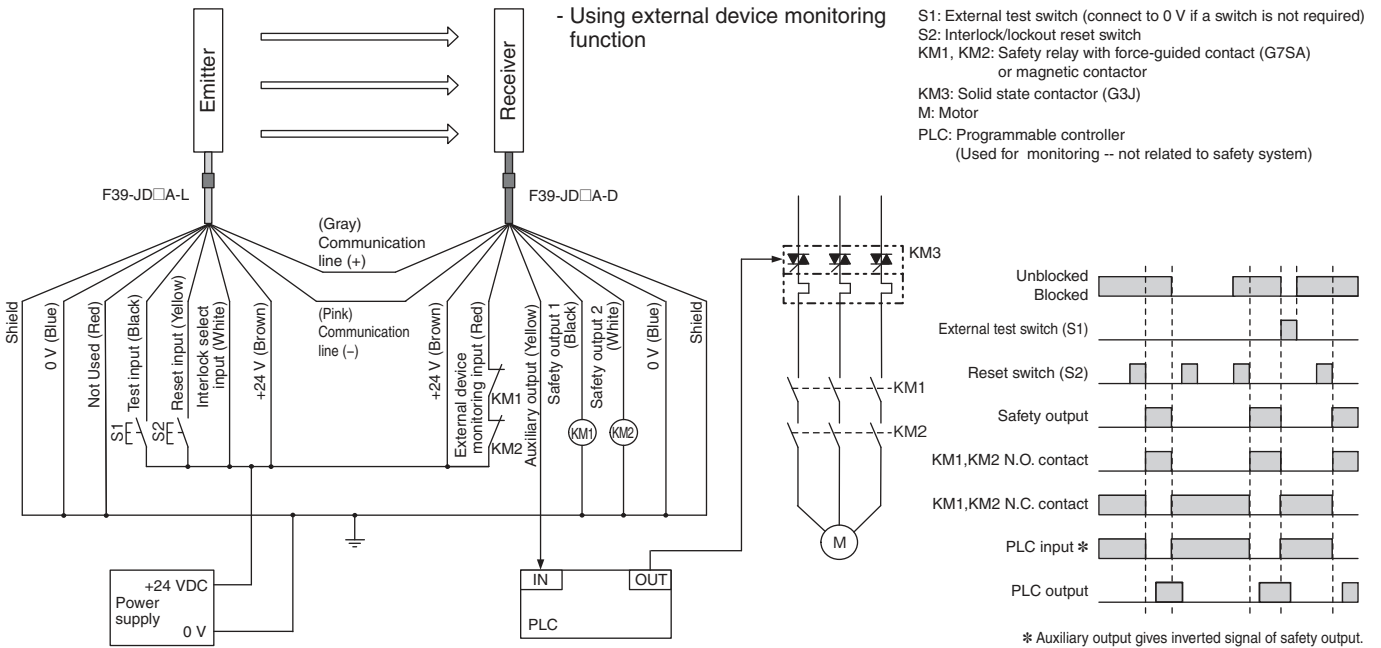 - Using external device monitoring
function
S1: External test switch (connect to 0 V if a switch is not required)
S2: Interlock/lockout reset switch
KM1, KM2: Safety relay with force-guided contact (G7SA)
or magnetic contactor
KM3: Solid state contactor (G3J)
M: Motor
PLC: Programmable controller
(Used for monitoring -- not related to safety system)
Emitter
Receiver
F39-JD□A-L
F39-JD□A-D
(Gray)
Communication
line (+)
(Pink)
Communication
line (−)
Shield
0 V (Blue)
Not Used (Red)
Test input (Black)
Reset input (Yellow)
Interlock select
input (White)
+24 V (Brown)
S1
S2
+24 V (Brown)
External device
monitoring input (Red)
KM1
KM2
Auxiliary output (Yellow)
Safety output 1
(Black)
Safety output 2
(White)
0 V (Blue)
Shield
KM1
KM2
+24 VDC
Power
supply
0 V
IN
OUT
PLC
KM3
KM1
KM2
M
Unblocked
Blocked
External test switch (S1)
Reset switch (S2)
Safety output
KM1,KM2 N.O. contact
KM1,KM2 N.C. contact
PLC input ✻
PLC output
✻ Auxiliary output gives inverted signal of safety output.